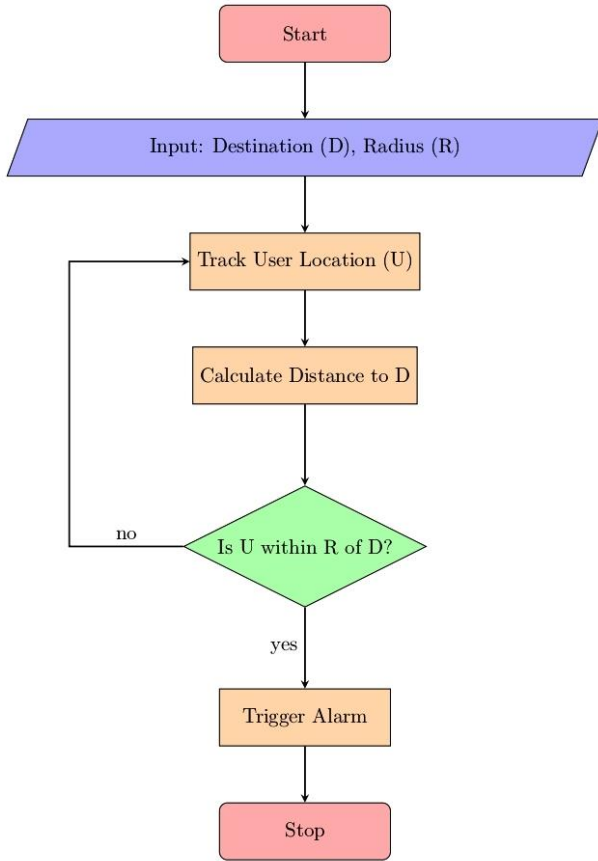 Start
Input: Destination (D), Radius (R)
Track User Location (U)
Calculate Distance to D
Is U within R of D?
no
yes
Trigger Alarm
Stop